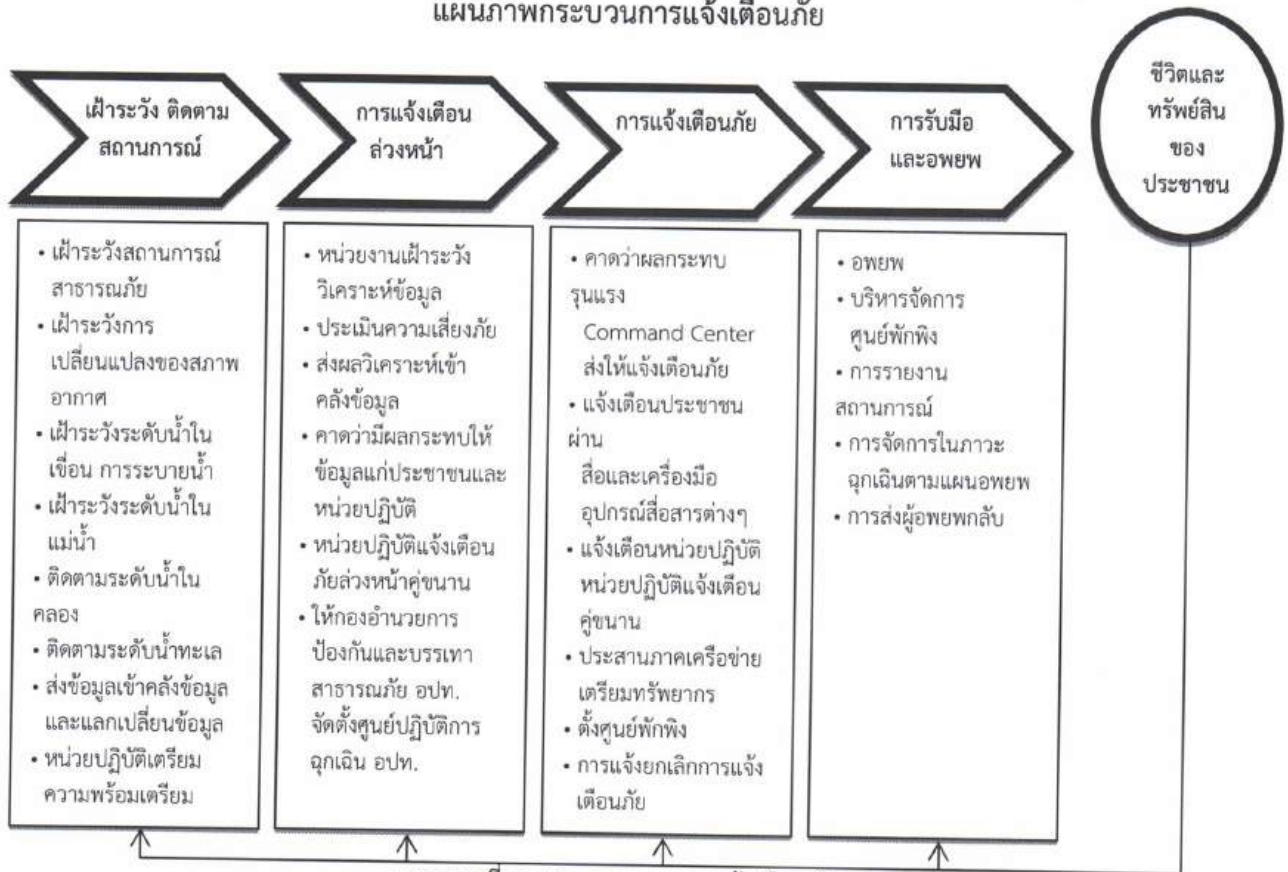 แผนภาพกระบวนการแจ้งเตือนภัย
เฝ้าระวัง ติดตาม
สถานการณ์
การแจ้งเตือน
ล่วงหน้า
การแจ้งเตือนภัย
การรับมือ
และอพยพ
ชีวิตและ
ทรัพย์สิน
ของ
ประชาชน
• เฝ้าระวังสถานการณ์
สาธารณภัย
• เฝ้าระวังการ
เปลี่ยนแปลงของสภาพ
อากาศ
• เฝ้าระวังระดับน้ำใน
เขื่อน การระบายน้ำ
• เฝ้าระวังระดับน้ำใน
แม่น้ำ
• ติดตามระดับน้ำใน
คลอง
• ติดตามระดับน้ำทะเล
• ส่งข้อมูลเข้าคลังข้อมูล
และแลกเปลี่ยนข้อมูล
• หน่วยปฏิบัติเตรียม
ความพร้อมเตรียม
• หน่วยงานเฝ้าระวัง
วิเคราะห์ข้อมูล
• ประเมินความเสี่ยงภัย
• ส่งผลวิเคราะห์เข้า
คลังข้อมูล
• คาดว่ามีผลกระทบให้
ข้อมูลแก่ประชาชนและ
หน่วยปฏิบัติ
• หน่วยปฏิบัติแจ้งเตือน
ภัยล่วงหน้าคู่ขนาน
• ให้กองอำนวยการ
ป้องกันและบรรเทา
สาธารณภัย อปท.
จัดตั้งศูนย์ปฏิบัติการ
ฉุกเฉิน อปท.
• คาดว่าผลกระทบ
รุนแรง
Command Center
ส่งให้แจ้งเตือนภัย
• แจ้งเตือนประชาชน
ผ่าน
สื่อและเครื่องมือ
อุปกรณ์สื่อสารต่างๆ
• แจ้งเตือนหน่วยปฏิบัติ
หน่วยปฏิบัติแจ้งเตือน
คู่ขนาน
• ประสานภาคเครือข่าย
เตรียมทรัพยากร
• ตั้งศูนย์พักพิง
• การแจ้งยกเลิกการแจ้ง
เตือนภัย
• อพยพ
• บริหารจัดการ
ศูนย์พักพิง
• การรายงาน
สถานการณ์
• การจัดการในภาวะ
ฉุกเฉินตามแผนอพยพ
• การส่งผู้อพยพกลับ